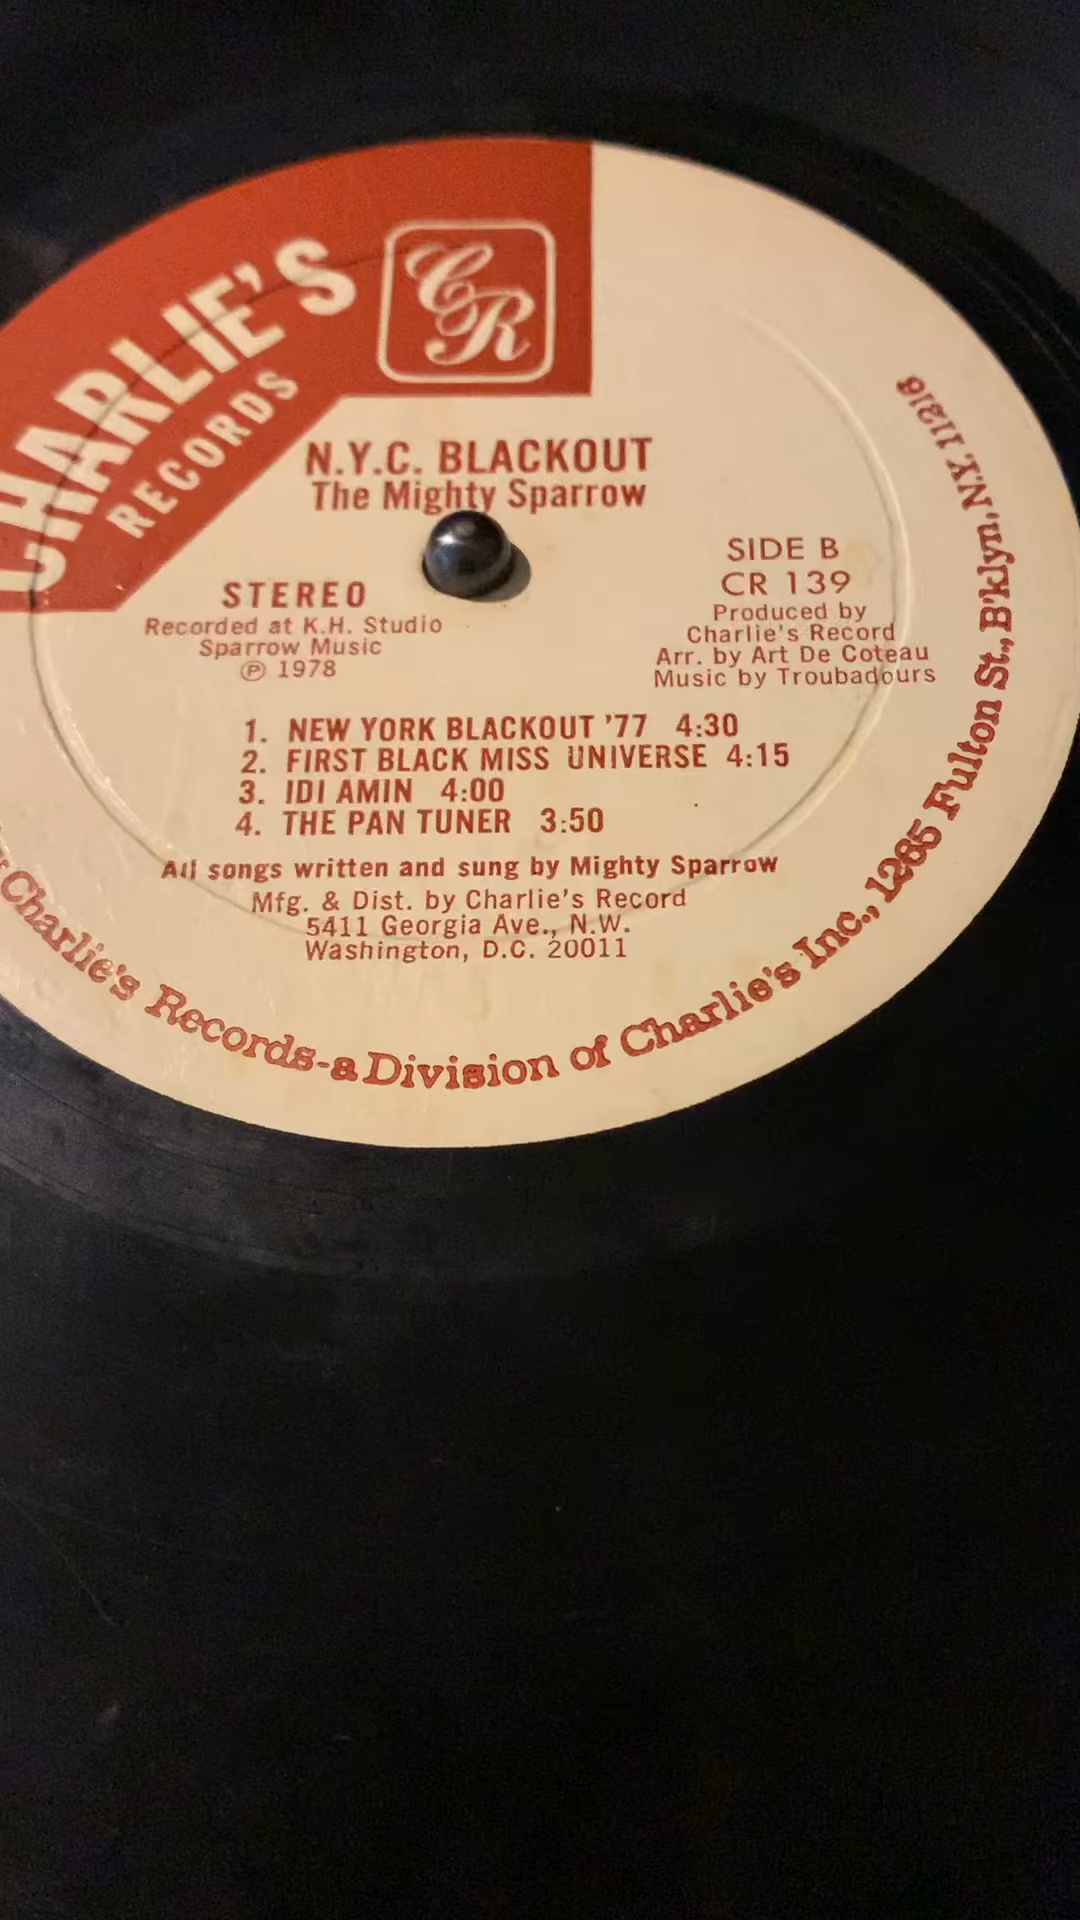 CHARLIE'S
RECORDS
CR
N.Y.C. BLACKOUT
The Mighty Sparrow
STEREO
Recorded at K.H. Studio
Sparrow Music
Ⓟ 1978
SIDE B
CR 139
Produced by
Charlie's Record
Arr. by Art De Coteau
Music by Troubadours
1. NEW YORK BLACKOUT '77 4:30
2. FIRST BLACK MISS UNIVERSE 4:15
3. IDI AMIN 4:00
4. THE PAN TUNER 3:50
All songs written and sung by Mighty Sparrow
Mfg. & Dist. by Charlie's Record
5411 Georgia Ave., N.W.
Washington, D.C. 20011
Charlie's Records-a Division of Charlie's Inc., 1265 Fulton St., B'klyn, N.Y. 11216